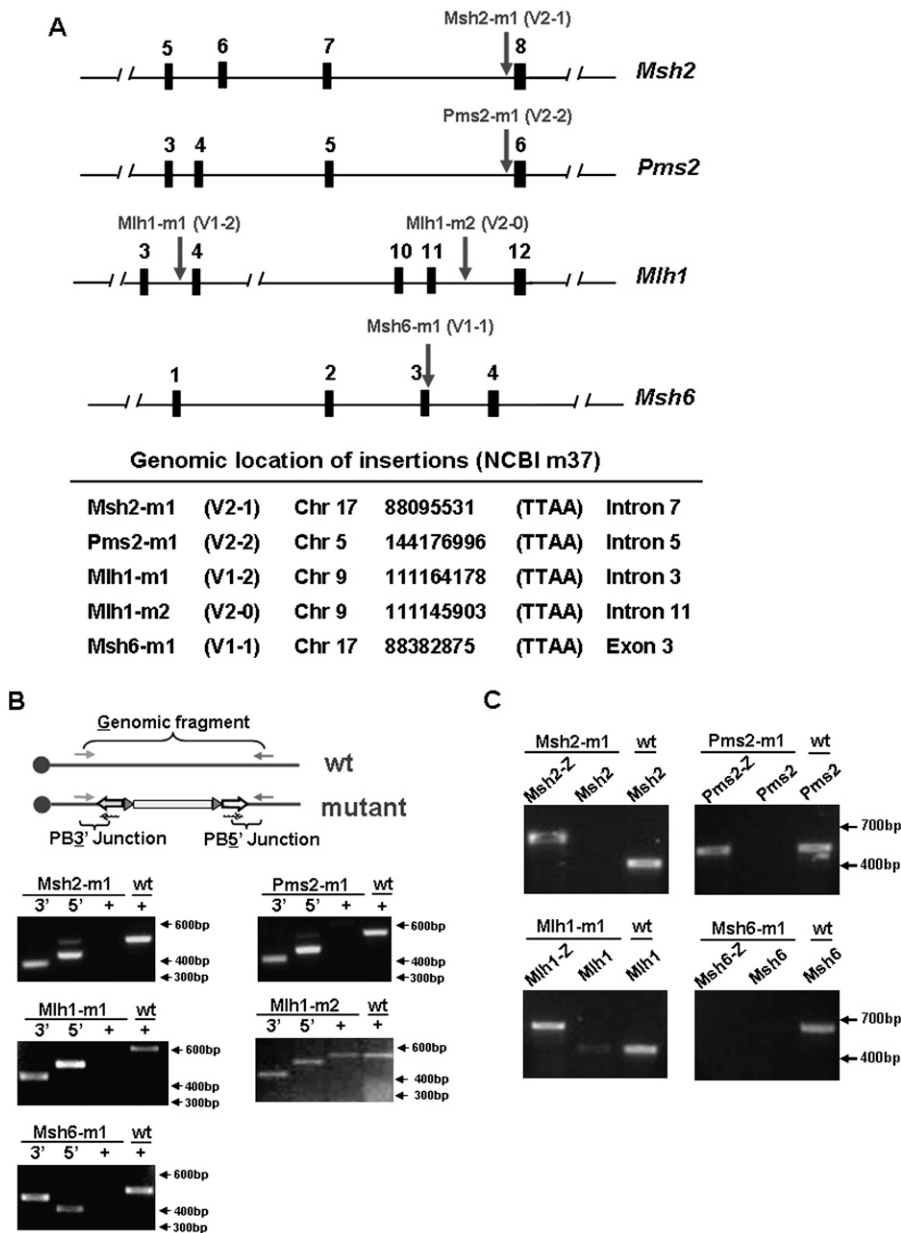 A
Msh2-m1 (V2-1)
5 6 7 8
Msh2
Pms2-m1 (V2-2)
3 4 5 6
Pms2
Mlh1-m1 (V1-2) Mlh1-m2 (V2-0)
3 4 10 11 12
Mlh1
Msh6-m1 (V1-1)
1 2 3 4
Msh6
Genomic location of insertions (NCBI m37)
Msh2-m1 (V2-1) Chr 17 88095531 (TTAA) Intron 7
Pms2-m1 (V2-2) Chr 5 144176996 (TTAA) Intron 5
Mlh1-m1 (V1-2) Chr 9 111164178 (TTAA) Intron 3
Mlh1-m2 (V2-0) Chr 9 111145903 (TTAA) Intron 11
Msh6-m1 (V1-1) Chr 17 88382875 (TTAA) Exon 3
B
Genomic fragment
wt
mutant
PB3' Junction PB5' Junction
Msh2-m1 wt
3' 5' + +
600bp
400bp
300bp
Pms2-m1 wt
3' 5' + +
600bp
400bp
300bp
Mlh1-m1 wt
3' 5' + +
600bp
400bp
300bp
Mlh1-m2 wt
3' 5' + +
600bp
400bp
300bp
Msh6-m1 wt
3' 5' + +
600bp
400bp
300bp
C
Msh2-m1 wt
Msh2-Z Msh2 Msh2
Pms2-m1 wt
Pms2-Z Pms2 Pms2
700bp
400bp
Mlh1-m1 wt
Mlh1-Z Mlh1 Mlh1
Msh6-m1 wt
Msh6-Z Msh6 Msh6
700bp
400bp